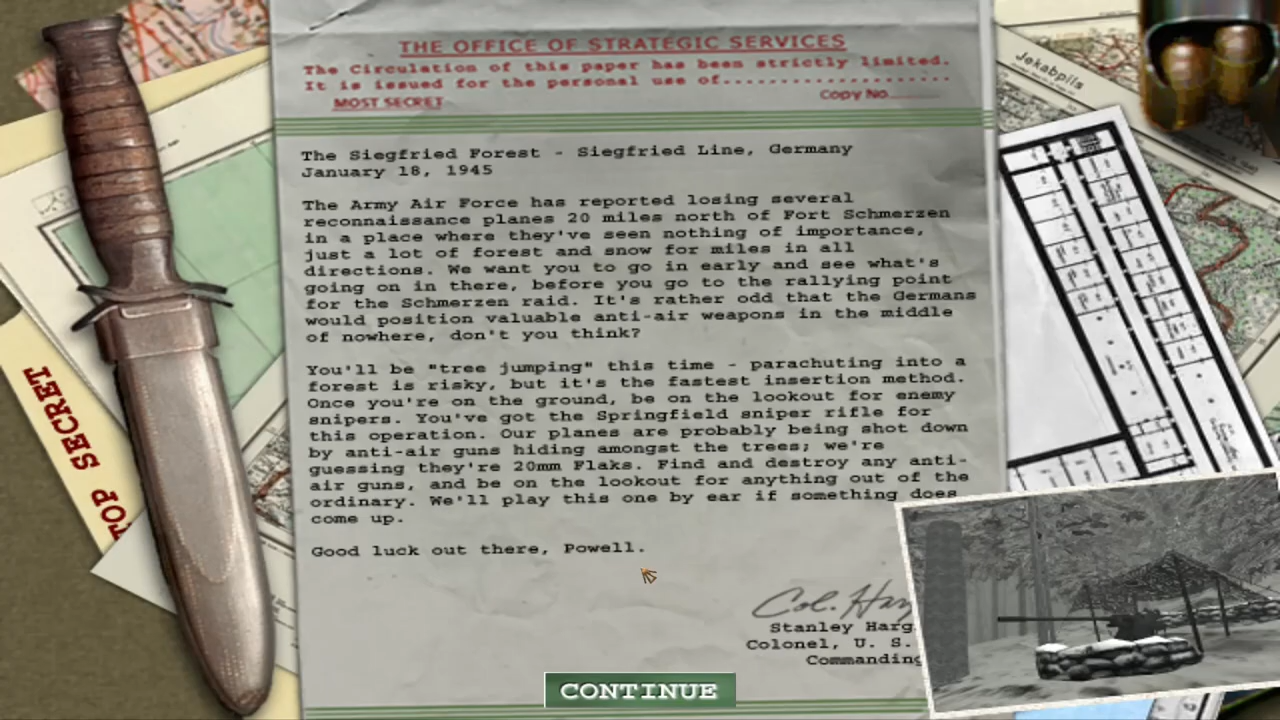 THE OFFICE OF STRATEGIC SERVICES
The Circulation of this paper has been strictly limited.
It is issued for the personal use of....................
MOST SECRET
Copy No.
The Siegfried Forest - Siegfried Line, Germany
January 18, 1945
The Army Air Force has reported losing several
reconnaissance planes 20 miles north of Fort Schmerzen
in a place where they've seen nothing of importance,
just a lot of forest and snow for miles in all
directions. We want you to go in early and see what's
going on in there, before you go to the rallying point
for the Schmerzen raid. It's rather odd that the Germans
would position valuable anti-air weapons in the middle
of nowhere, don't you think?
You'll be "tree jumping" this time - parachuting into a
forest is risky, but it's the fastest insertion method.
Once you're on the ground, be on the lookout for enemy
snipers. You've got the Springfield sniper rifle for
this operation. Our planes are probably being shot down
by anti-air guns hiding amongst the trees; we're
guessing they're 20mm Flaks. Find and destroy any anti-
air guns, and be on the lookout for anything out of the
ordinary. We'll play this one by ear if something does
come up.
Good luck out there, Powell.
Col. Har
Stanley Harg
Colonel, U. S.
Commanding
CONTINUE
TOP SECRET
Jekabpils